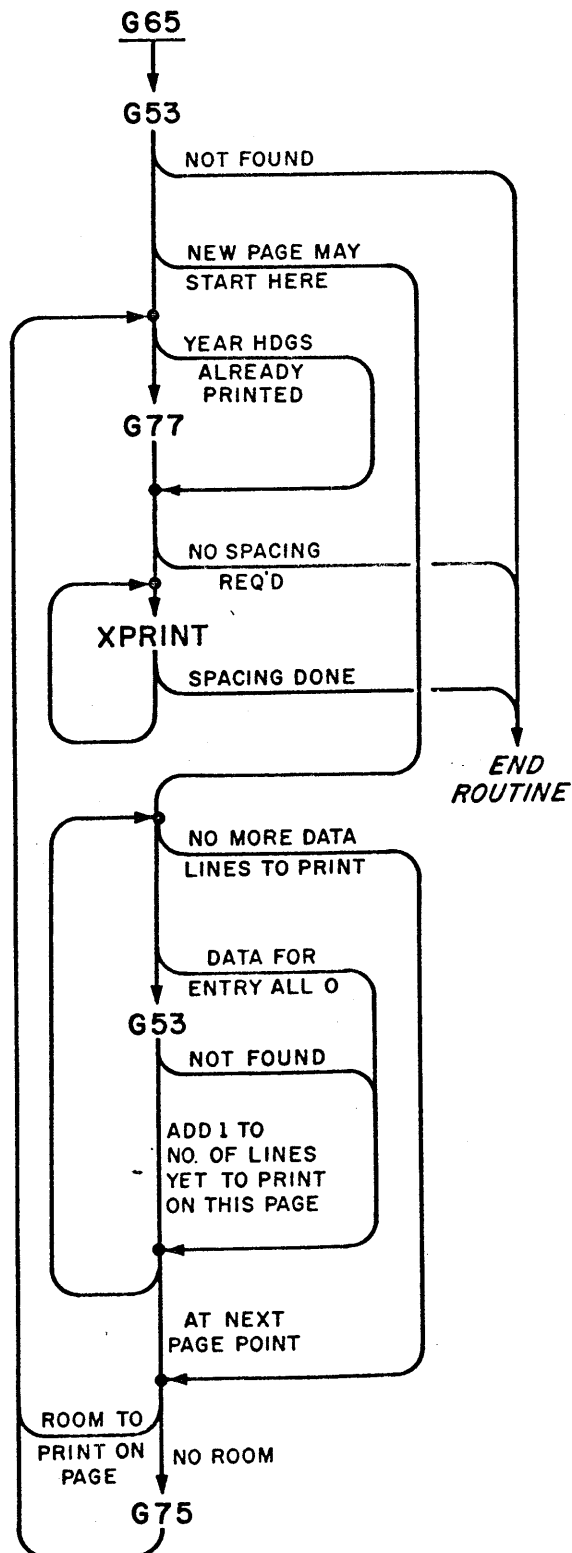 G65
G53
NOT FOUND
NEW PAGE MAY
START HERE
YEAR HDGS
ALREADY
PRINTED
G77
NO SPACING
REQ'D
XPRINT
SPACING DONE
END
ROUTINE
NO MORE DATA
LINES TO PRINT
DATA FOR
ENTRY ALL 0
G53
NOT FOUND
ADD 1 TO
NO. OF LINES
YET TO PRINT
ON THIS PAGE
AT NEXT
PAGE POINT
ROOM TO
PRINT ON
PAGE
NO ROOM
G75